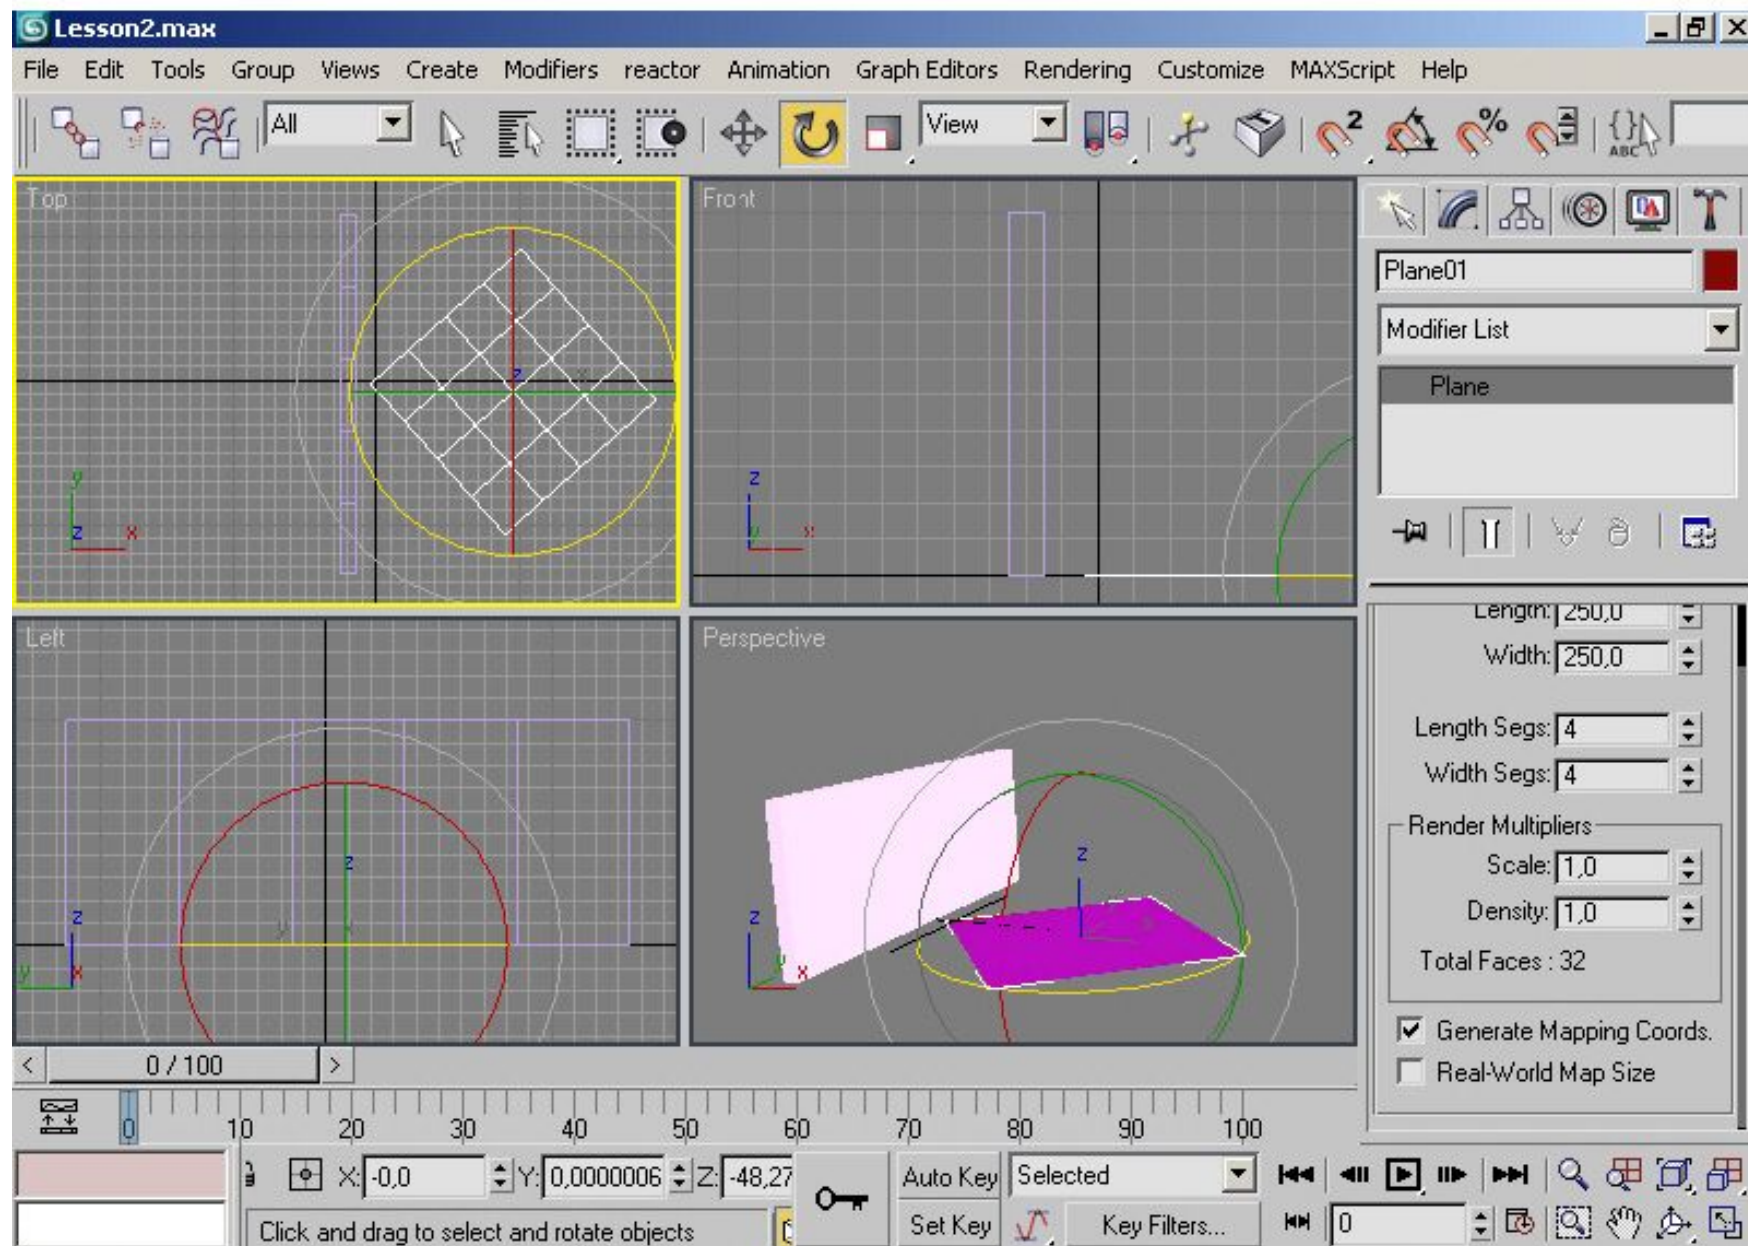 Lesson2.max
File Edit Tools Group Views Create Modifiers reactor Animation Graph Editors Rendering Customize MAXScript Help
All View 2 % {} ABC
Top
y
z x
z
x
Front
z
y x
Plane01
Modifier List
Plane
Length: 250,0
Width: 250,0
Length Segs: 4
Width Segs: 4
Render Multipliers
Scale: 1,0
Density: 1,0
Total Faces : 32
Generate Mapping Coords.
Real-World Map Size
Left
z
z
y x
Perspective
z
z
y x
< 0 / 100 >
0 10 20 30 40 50 60 70 80 90 100
X: -0,0 Y: 0,0000006 Z: -48,27
Auto Key Selected
Click and drag to select and rotate objects
Set Key Key Filters... 0